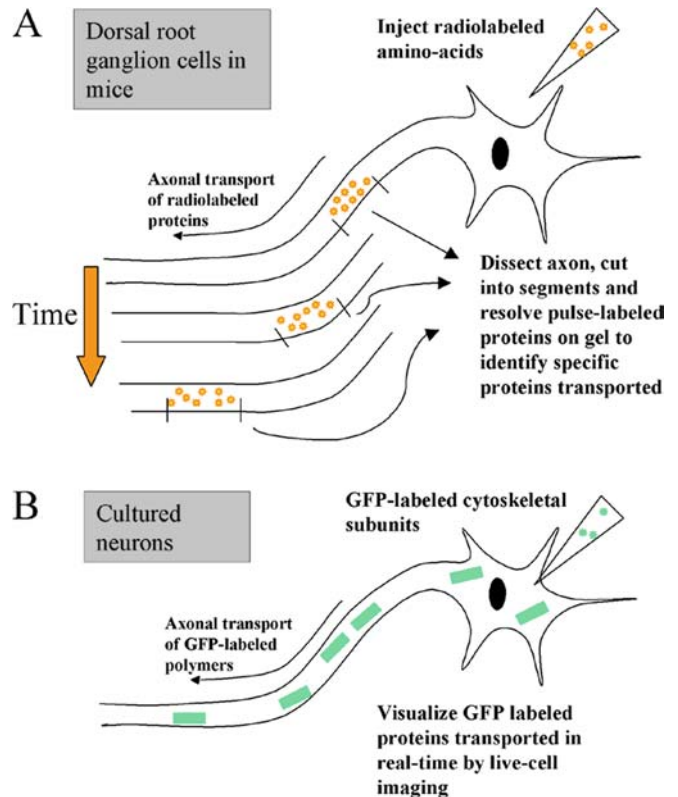 A
Dorsal root
ganglion cells in
mice
Inject radiolabeled
amino-acids
Axonal transport
of radiolabeled
proteins
Time
Dissect axon, cut
into segments and
resolve pulse-labeled
proteins on gel to
identify specific
proteins transported
B
Cultured
neurons
GFP-labeled cytoskeletal
subunits
Axonal transport
of GFP-labeled
polymers
Visualize GFP labeled
proteins transported in
real-time by live-cell
imaging